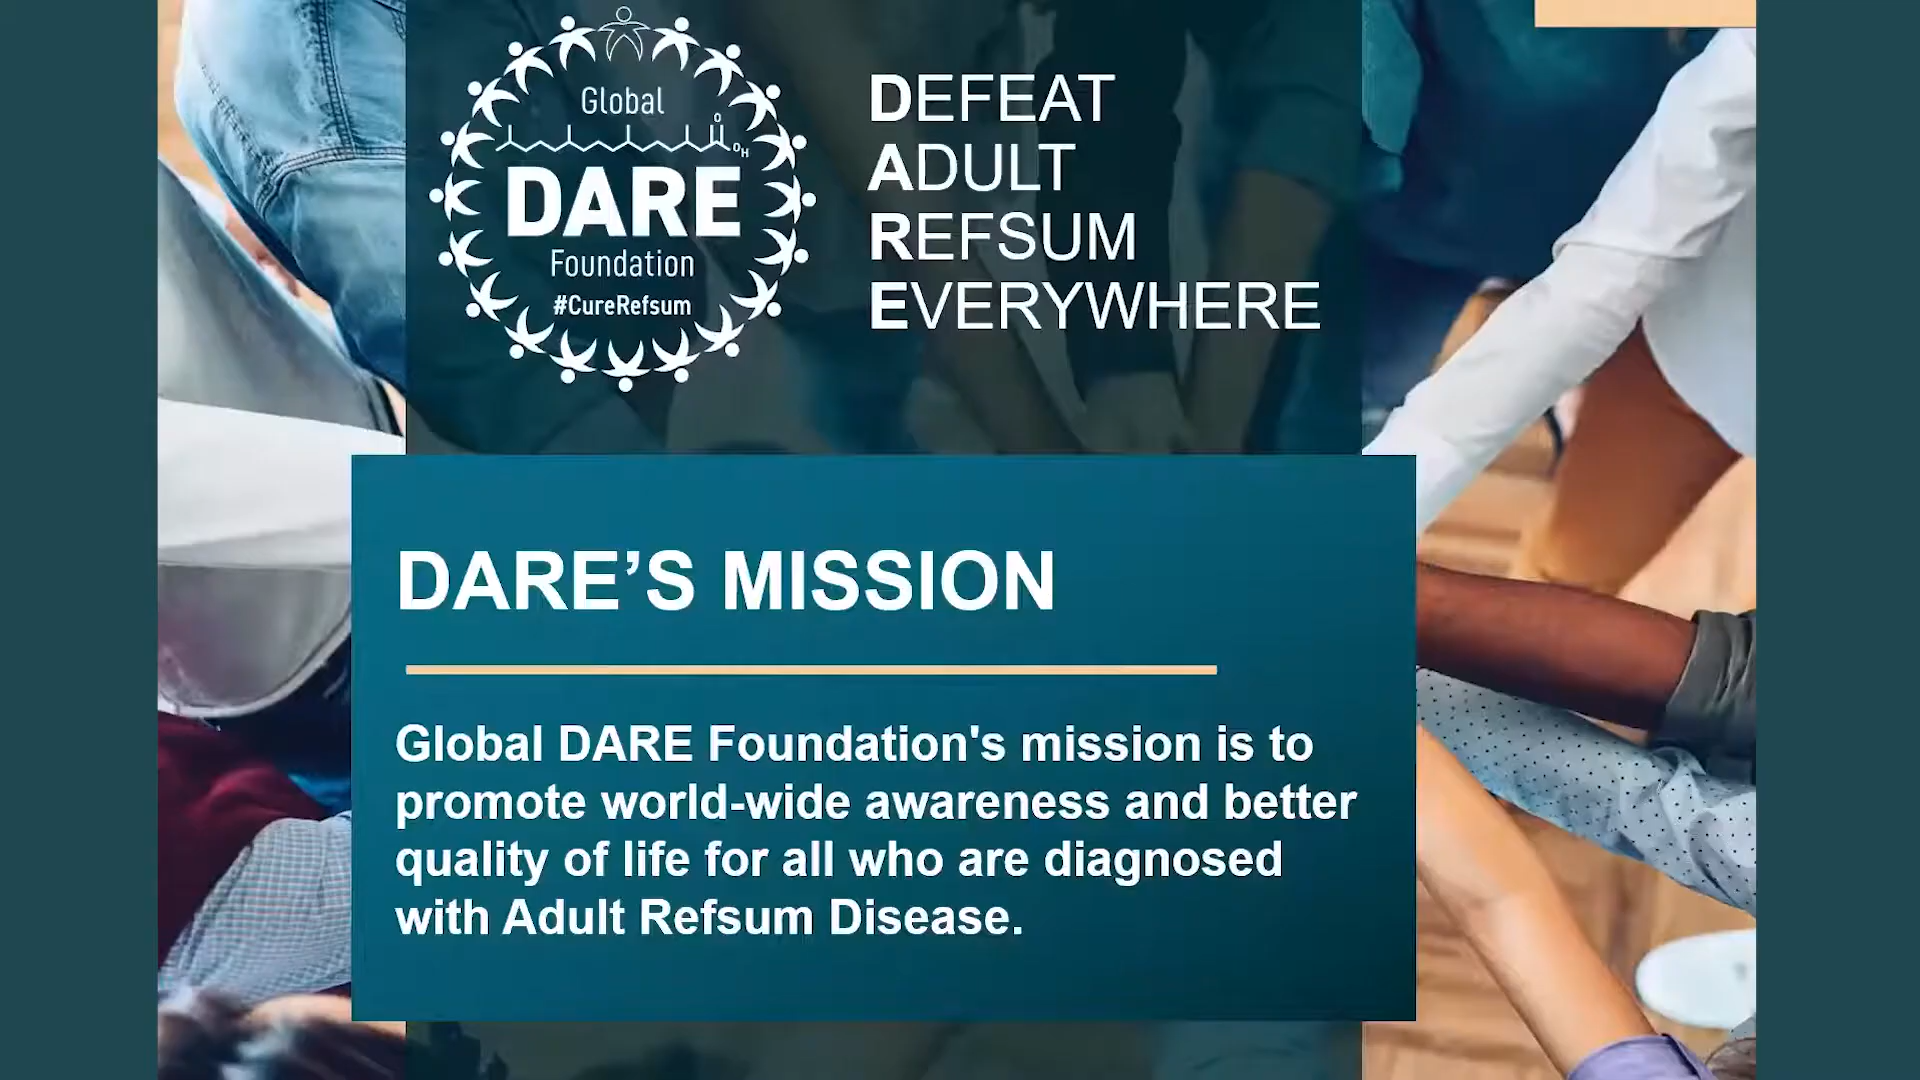 Global
O
OH
DARE
Foundation
#CureRefsum
DEFEAT
ADULT
REFSUM
EVERYWHERE
DARE’S MISSION
Global DARE Foundation's mission is to
promote world-wide awareness and better
quality of life for all who are diagnosed
with Adult Refsum Disease.